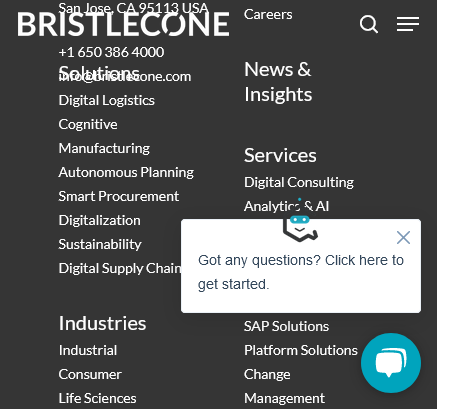 San Jose, CA 95113 USA
BRISTLECONE
+1 650 386 4000
info@bristlecone.com
Solutions
Digital Logistics
Cognitive
Manufacturing
Autonomous Planning
Smart Procurement
Digitalization
Sustainability
Digital Supply Chain
Industries
Industrial
Consumer
Life Sciences
Careers
News &
Insights
Services
Digital Consulting
Analytics & AI
Got any questions? Click here to
get started.
SAP Solutions
Platform Solutions
Change
Management